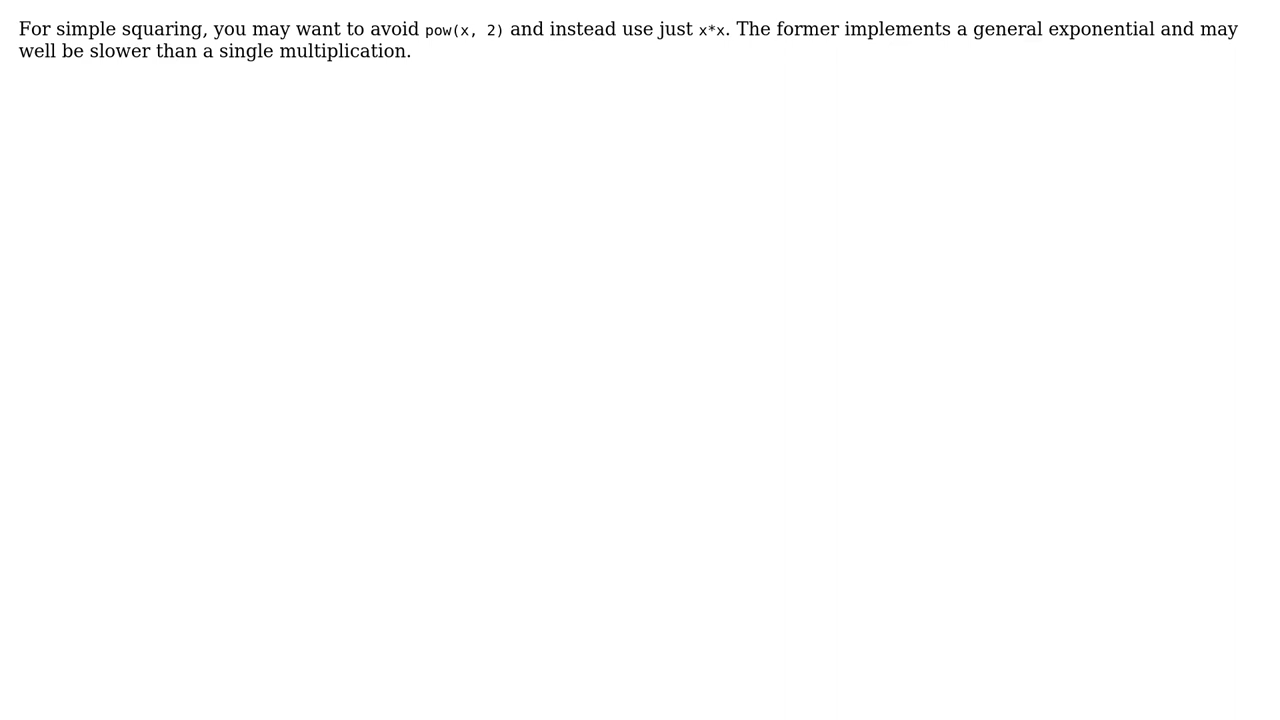 For simple squaring, you may want to avoid pow(x, 2) and instead use just x*x. The former implements a general exponential and may
well be slower than a single multiplication.